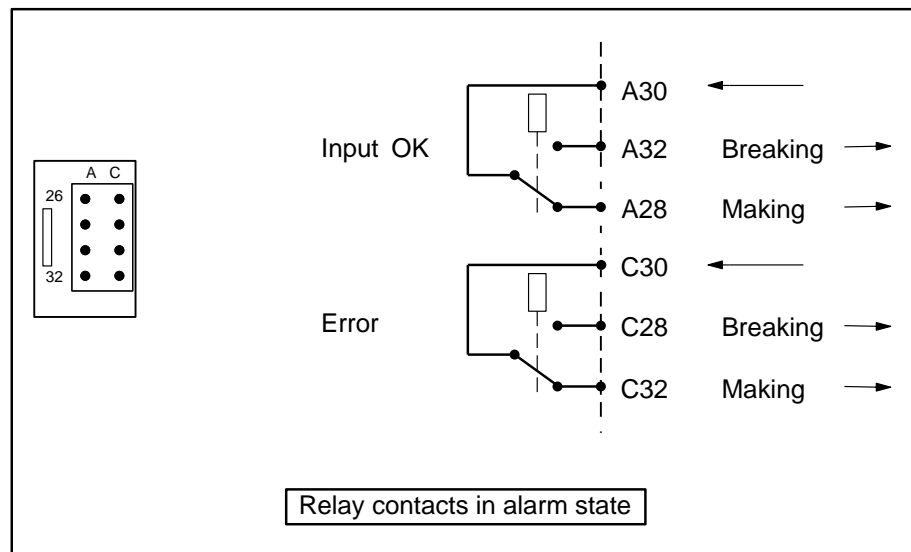 A30
Input OK
A32 Breaking
A C
26
A28 Making
C30
32
Error
C28 Breaking
C32 Making
Relay contacts in alarm state